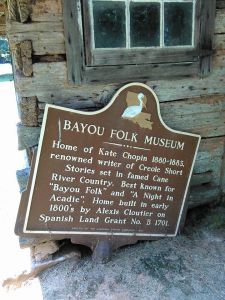 BAYOU FOLK MUSEUM
Home of Kate Chopin 1880-1883,
renowned writer of Creole Short
Stories set in famed Cane
River Country. Best known for
"Bayou Folk" and "A Night in
Acadie". Home built in early
1800's by Alexis Cloutier on
Spanish Land Grant No. B 1701.